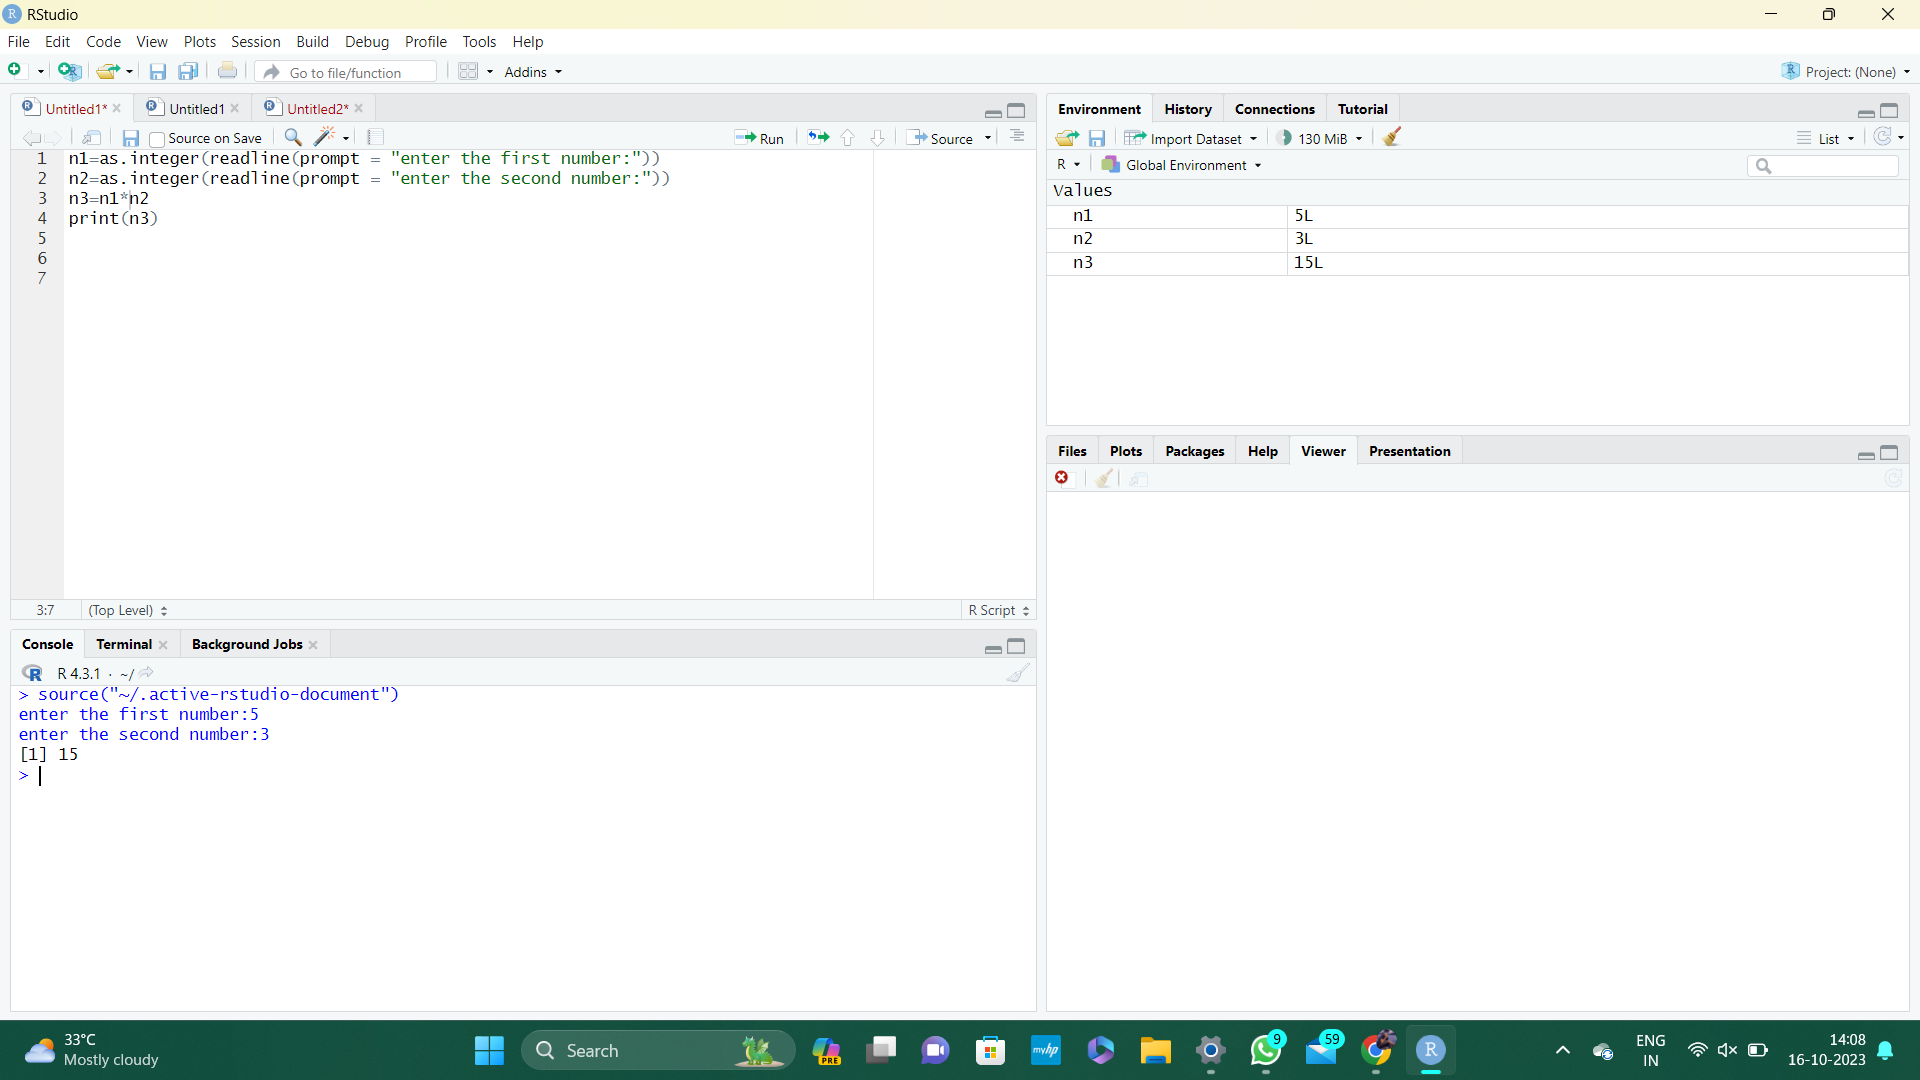 RStudio
File Edit Code View Plots Session Build Debug Profile Tools Help
Go to file/function Addins Project: (None)
Untitled1* Untitled1 Untitled2*
Source on Save Run Source
1 n1=as.integer(readline(prompt = "enter the first number:"))
2 n2=as.integer(readline(prompt = "enter the second number:"))
3 n3=n1*n2
4 print(n3)
5
6
7
3:7 (Top Level) R Script
Console Terminal Background Jobs
R 4.3.1 · ~/
> source("~/.active-rstudio-document")
enter the first number:5
enter the second number:3
[1] 15
>
Environment History Connections Tutorial
Import Dataset 130 MiB List
R Global Environment
Values
n1 5L
n2 3L
n3 15L
Files Plots Packages Help Viewer Presentation
33°C
Mostly cloudy
Search
PRE
myhp
9
59
R
ENG
IN
14:08
16-10-2023